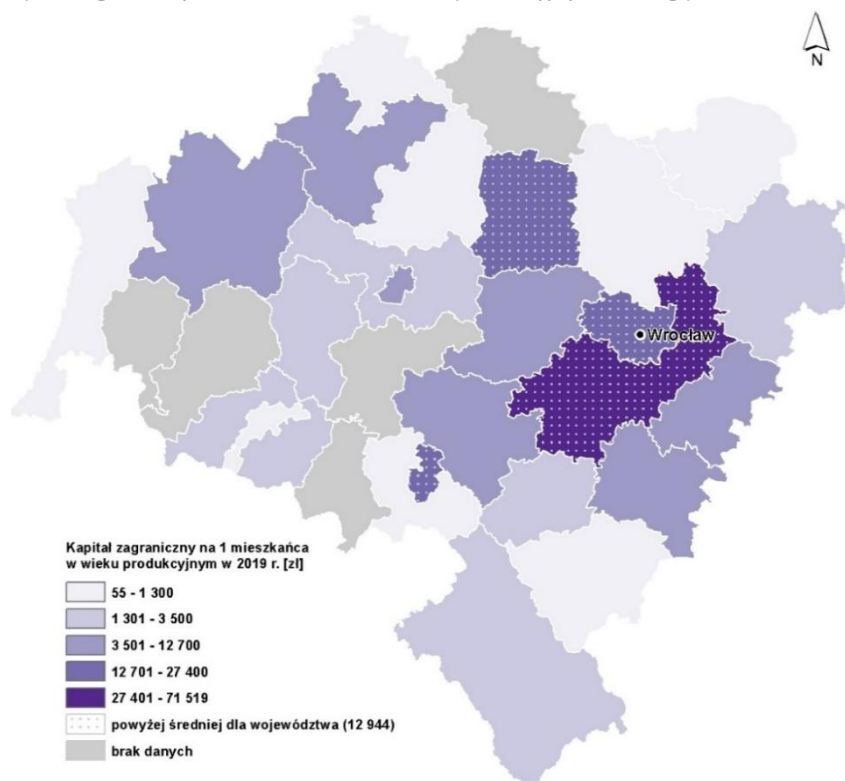 N
Wrocław
Kapitał zagraniczny na 1 mieszkańca
w wieku produkcyjnym w 2019 r. [zł]
55 - 1 300
1 301 - 3 500
3 501 - 12 700
12 701 - 27 400
27 401 - 71 519
powyżej średniej dla województwa (12 944)
brak danych